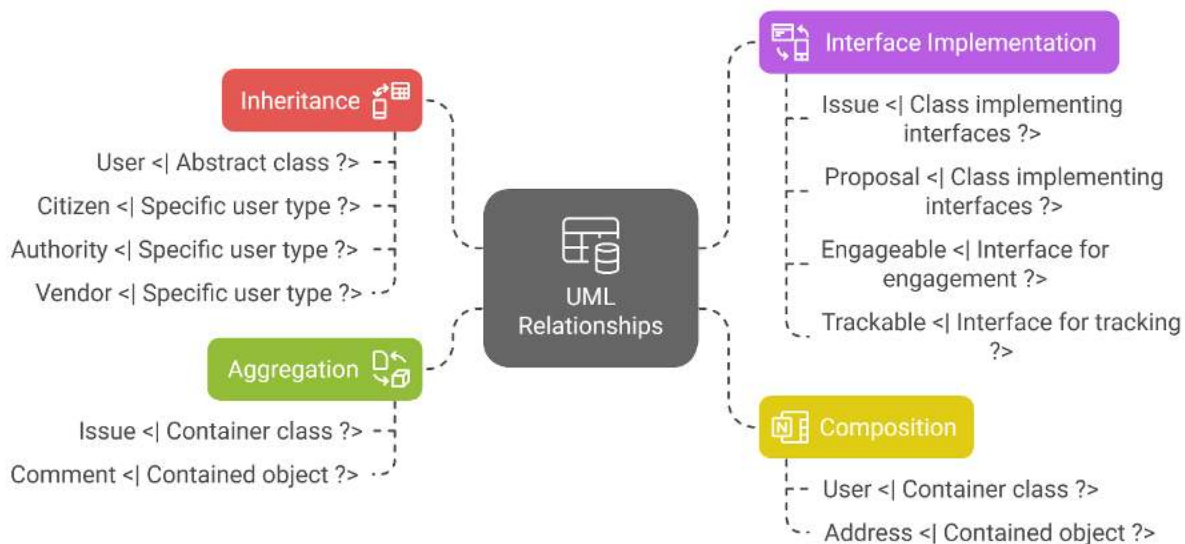 Inheritance
User <| Abstract class ?>
Citizen <| Specific user type ?>
Authority <| Specific user type ?>
Vendor <| Specific user type ?>
Aggregation
Issue <| Container class ?>
Comment <| Contained object ?>
UML
Relationships
Interface Implementation
Issue <| Class implementing
interfaces ?>
Proposal <| Class implementing
interfaces ?>
Engageable <| Interface for
engagement ?>
Trackable <| Interface for tracking
?>
N
Composition
User <| Container class ?>
Address <| Contained object ?>